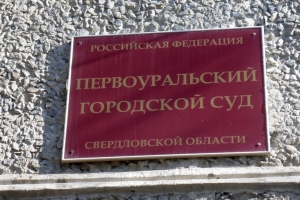 РОССИЙСКАЯ ФЕДЕРАЦИЯ
ПЕРВОУРАЛЬСКИЙ
ГОРОДСКОЙ СУД
СВЕРДЛОВСКОЙ ОБЛАСТИ